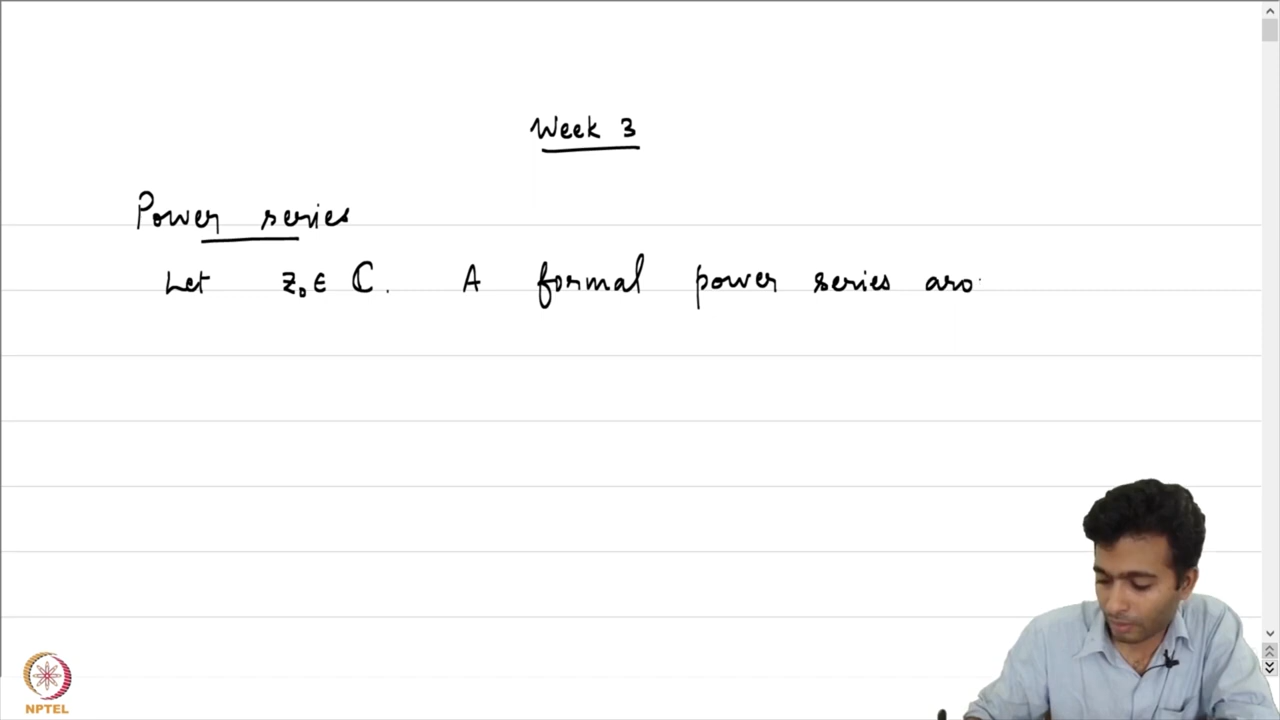 Week 3
Power series
Let z₀ ∈ ℂ. A formal power series aro
NPTEL